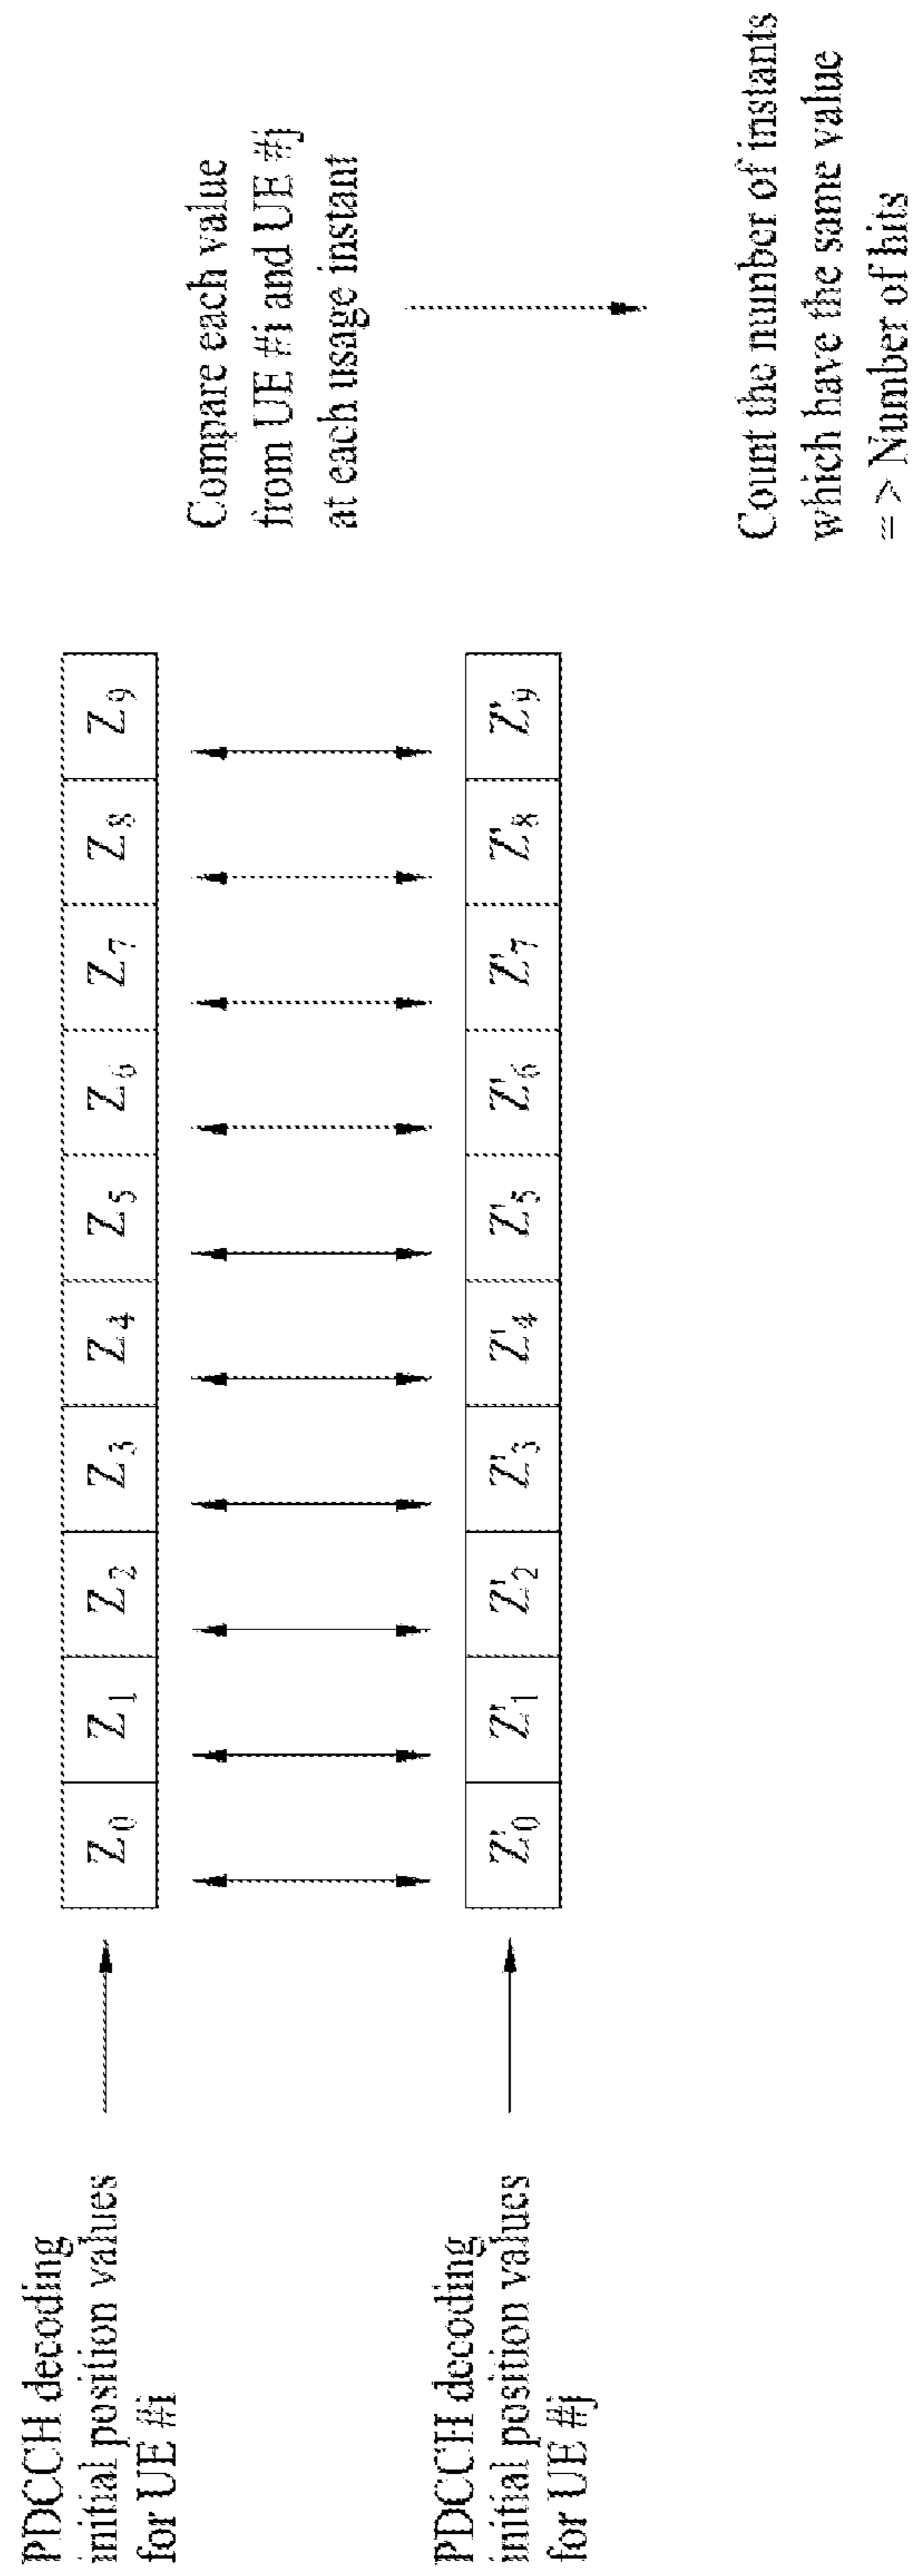 PDCCH decoding
initial position values
for UE #i
Z0 Z1 Z2 Z3 Z4 Z5 Z6 Z7 Z8 Z9
Compare each value
from UE #i and UE #j
at each usage instant
PDCCH decoding
initial position values
for UE #j
Z'0 Z'1 Z'2 Z'3 Z'4 Z'5 Z'6 Z'7 Z'8 Z'9
Count the number of instants
which have the same value
= > Number of hits